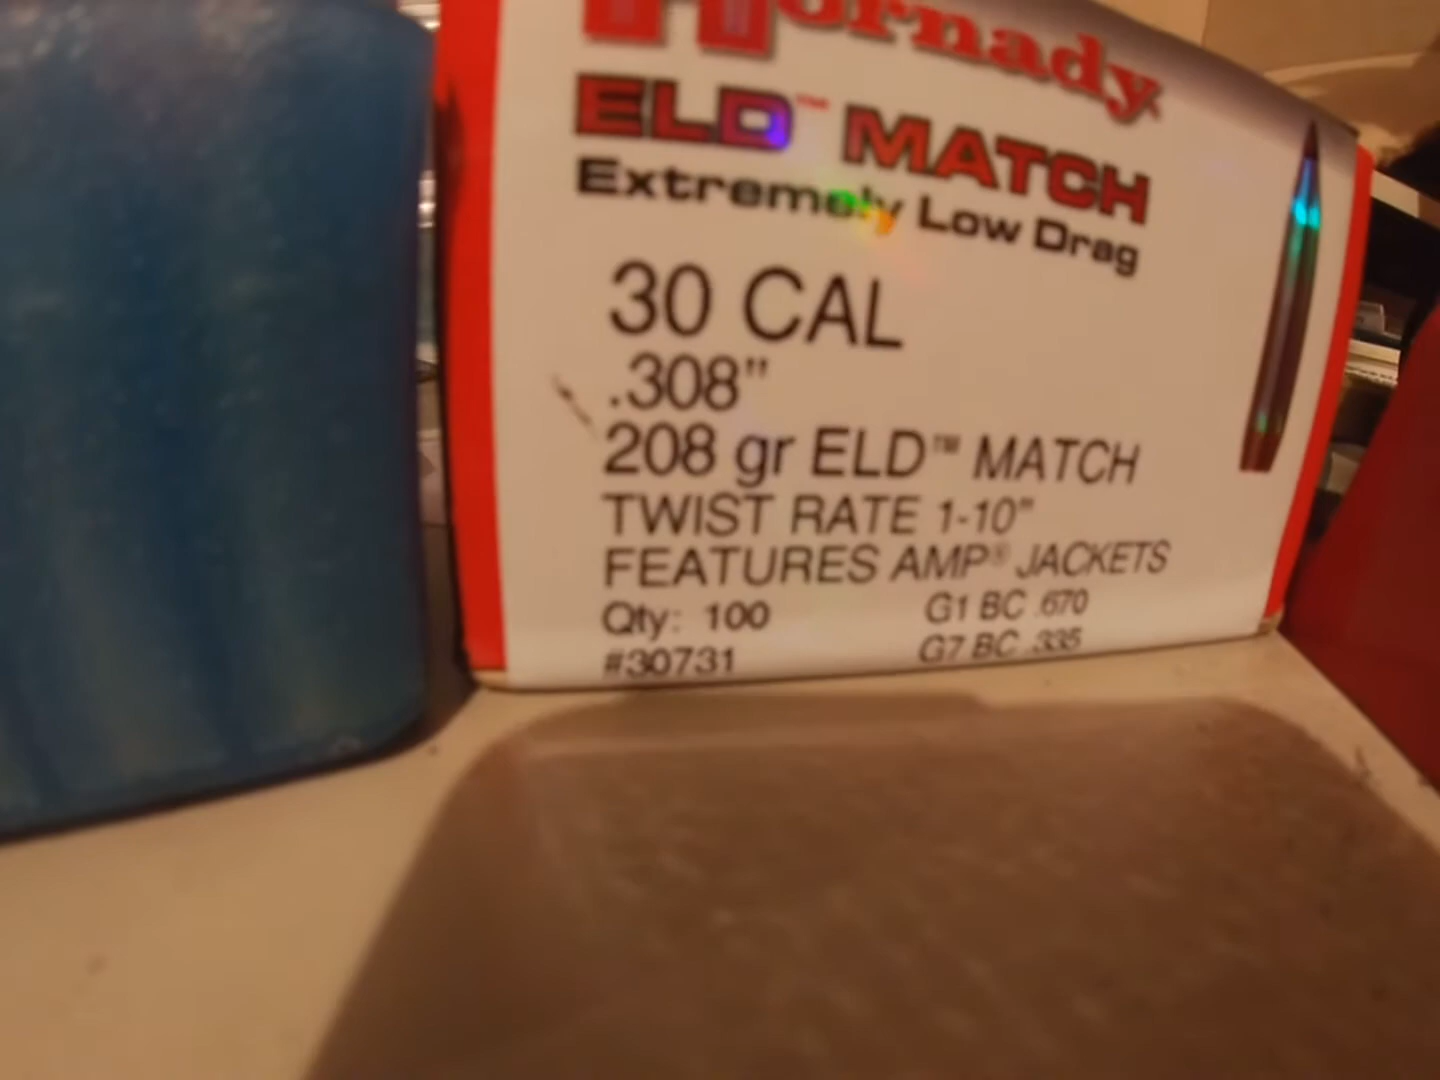 Hornady
ELD™ MATCH
Extremely Low Drag
30 CAL
.308"
208 gr ELD™ MATCH
TWIST RATE 1-10"
FEATURES AMP® JACKETS
Qty: 100 G1 BC .670
#30731 G7 BC .335